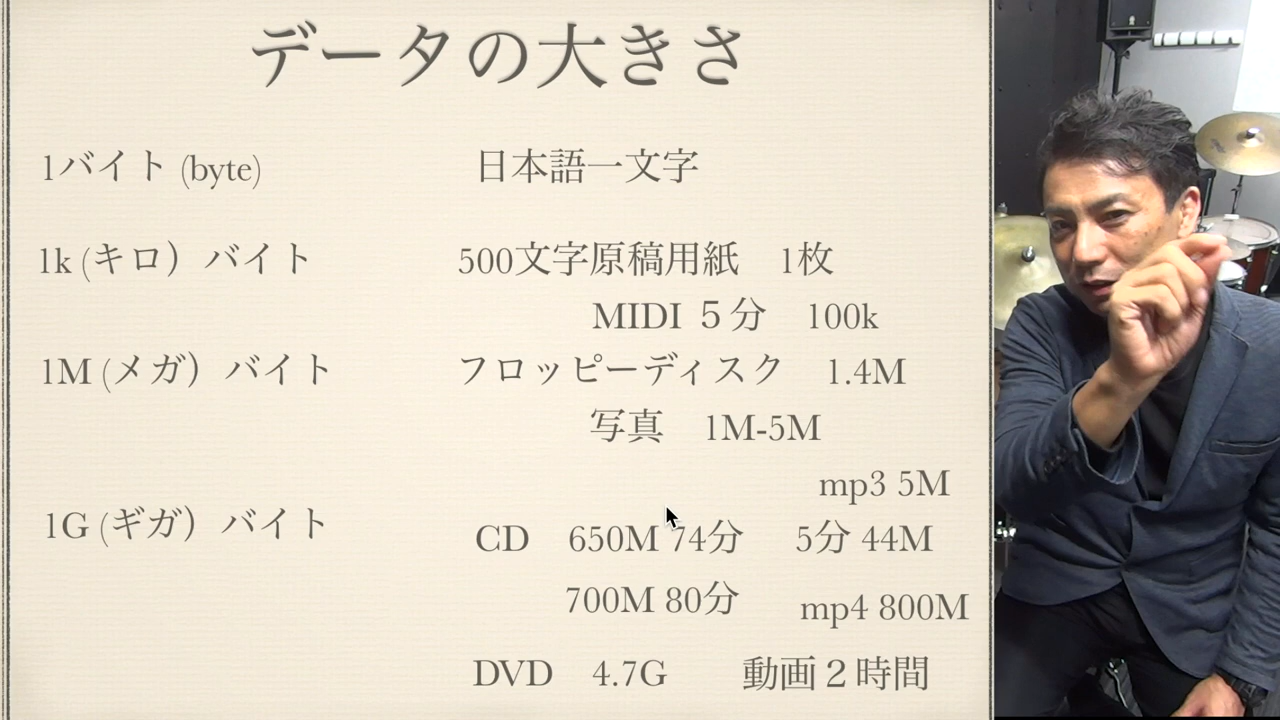 データの大きさ
1バイト (byte) 日本語一文字
1k (キロ）バイト 500文字原稿用紙 1枚
MIDI ５分 100k
1M (メガ）バイト フロッピーディスク 1.4M
写真 1M-5M
mp3 5M
1G (ギガ）バイト
CD 650M 74分 5分 44M
700M 80分 mp4 800M
DVD 4.7G 動画２時間